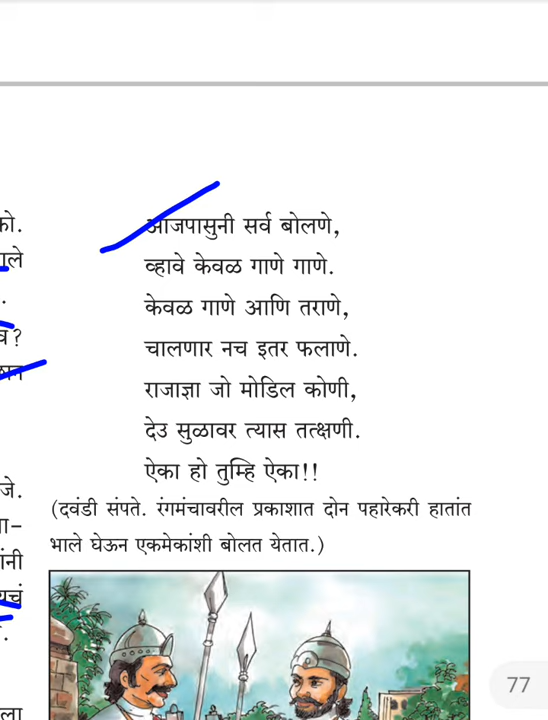 को.
आजपासुनी सर्व बोलणे,
व्हावे केवळ गाणे गाणे.
केवळ गाणे आणि तराणे,
चालणार नच इतर फलाणे.
राजाज्ञा जो मोडिल कोणी,
देउ सुळावर त्यास तत्क्षणी.
ऐका हो तुम्हि ऐका!!
(दवंडी संपते. रंगमंचावरील प्रकाशात दोन पहारेकरी हातांत
भाले घेऊन एकमेकांशी बोलत येतात.)
77